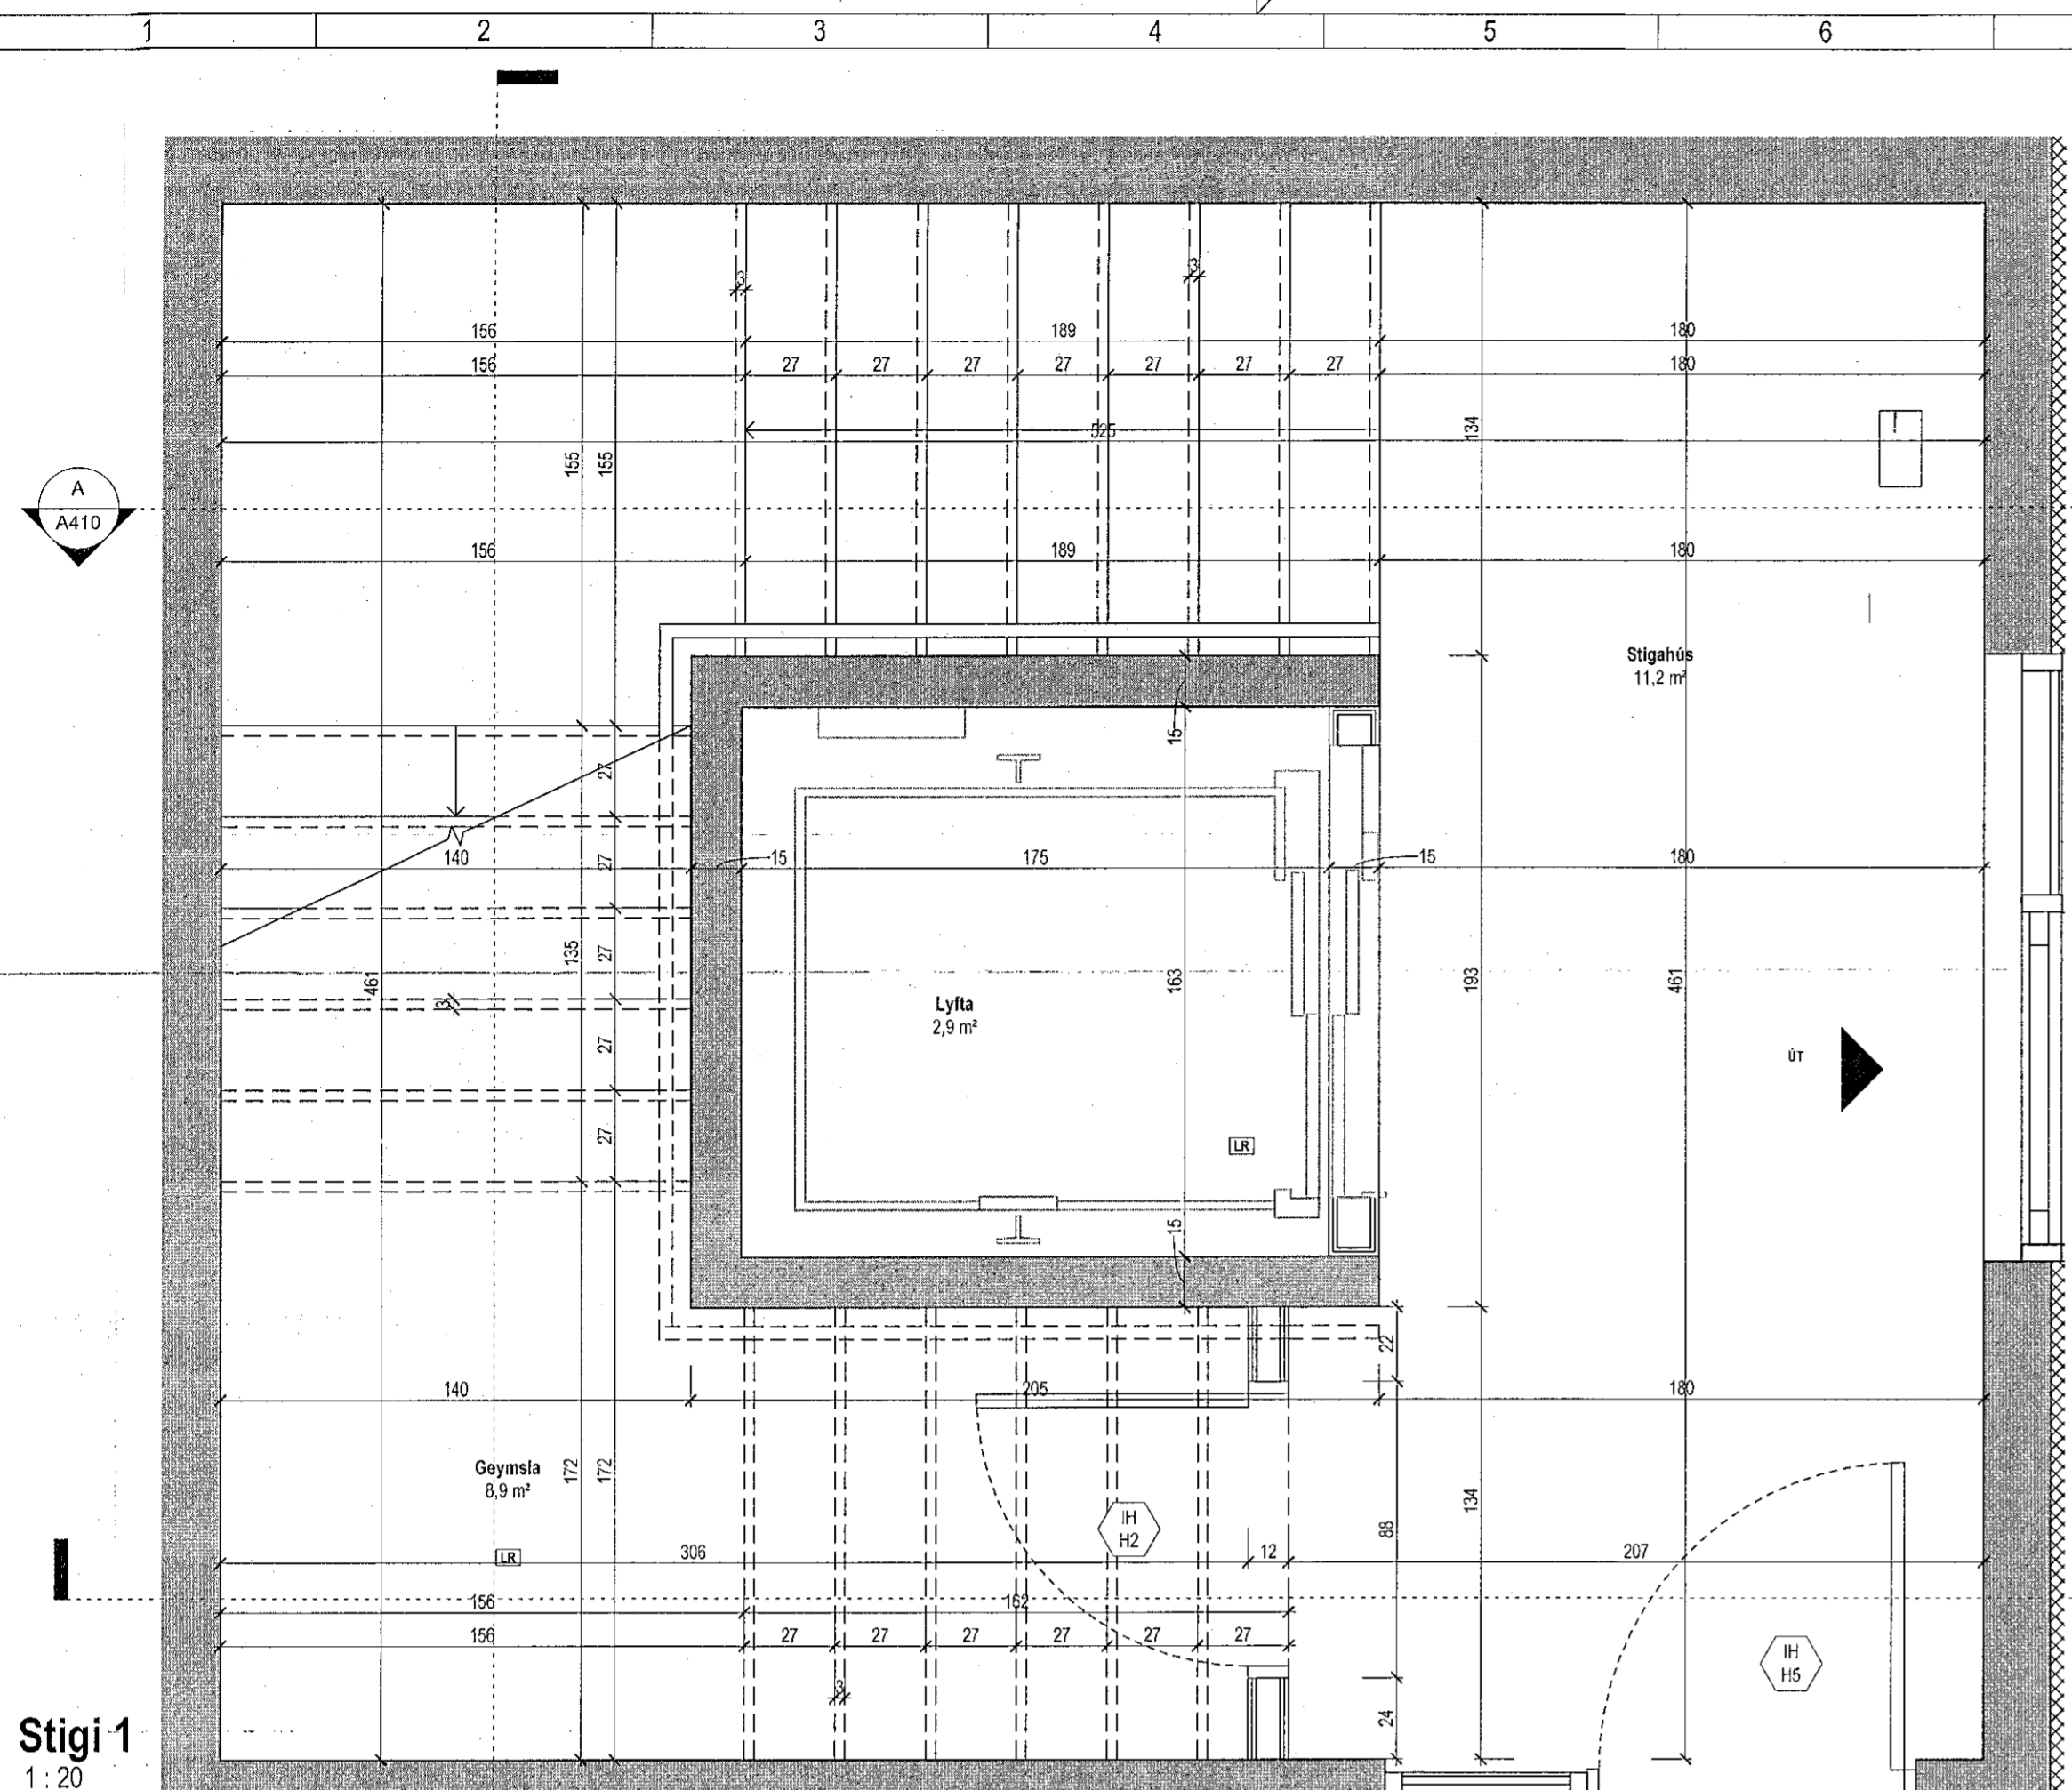 1 2 3 4 5 6
3
3
156 189 180
156 27 27 27 27 27 27 27 180
525
134
155 155
A
A410
156 189 180
!
Stigahús
11,2 m²
15
27
140 27 15 175 15 180
461 135 27 3 163 193 461
Lyfta
2,9 m²
27
ÚT
27
LR
15
22
140 205 180
Geymsla
8,9 m²
172 172
134
88
IH
H2
306 12 207
LR
156 162
156 27 27 27 27 27 27
IH
H5
3
24
Stigi 1
1 : 20